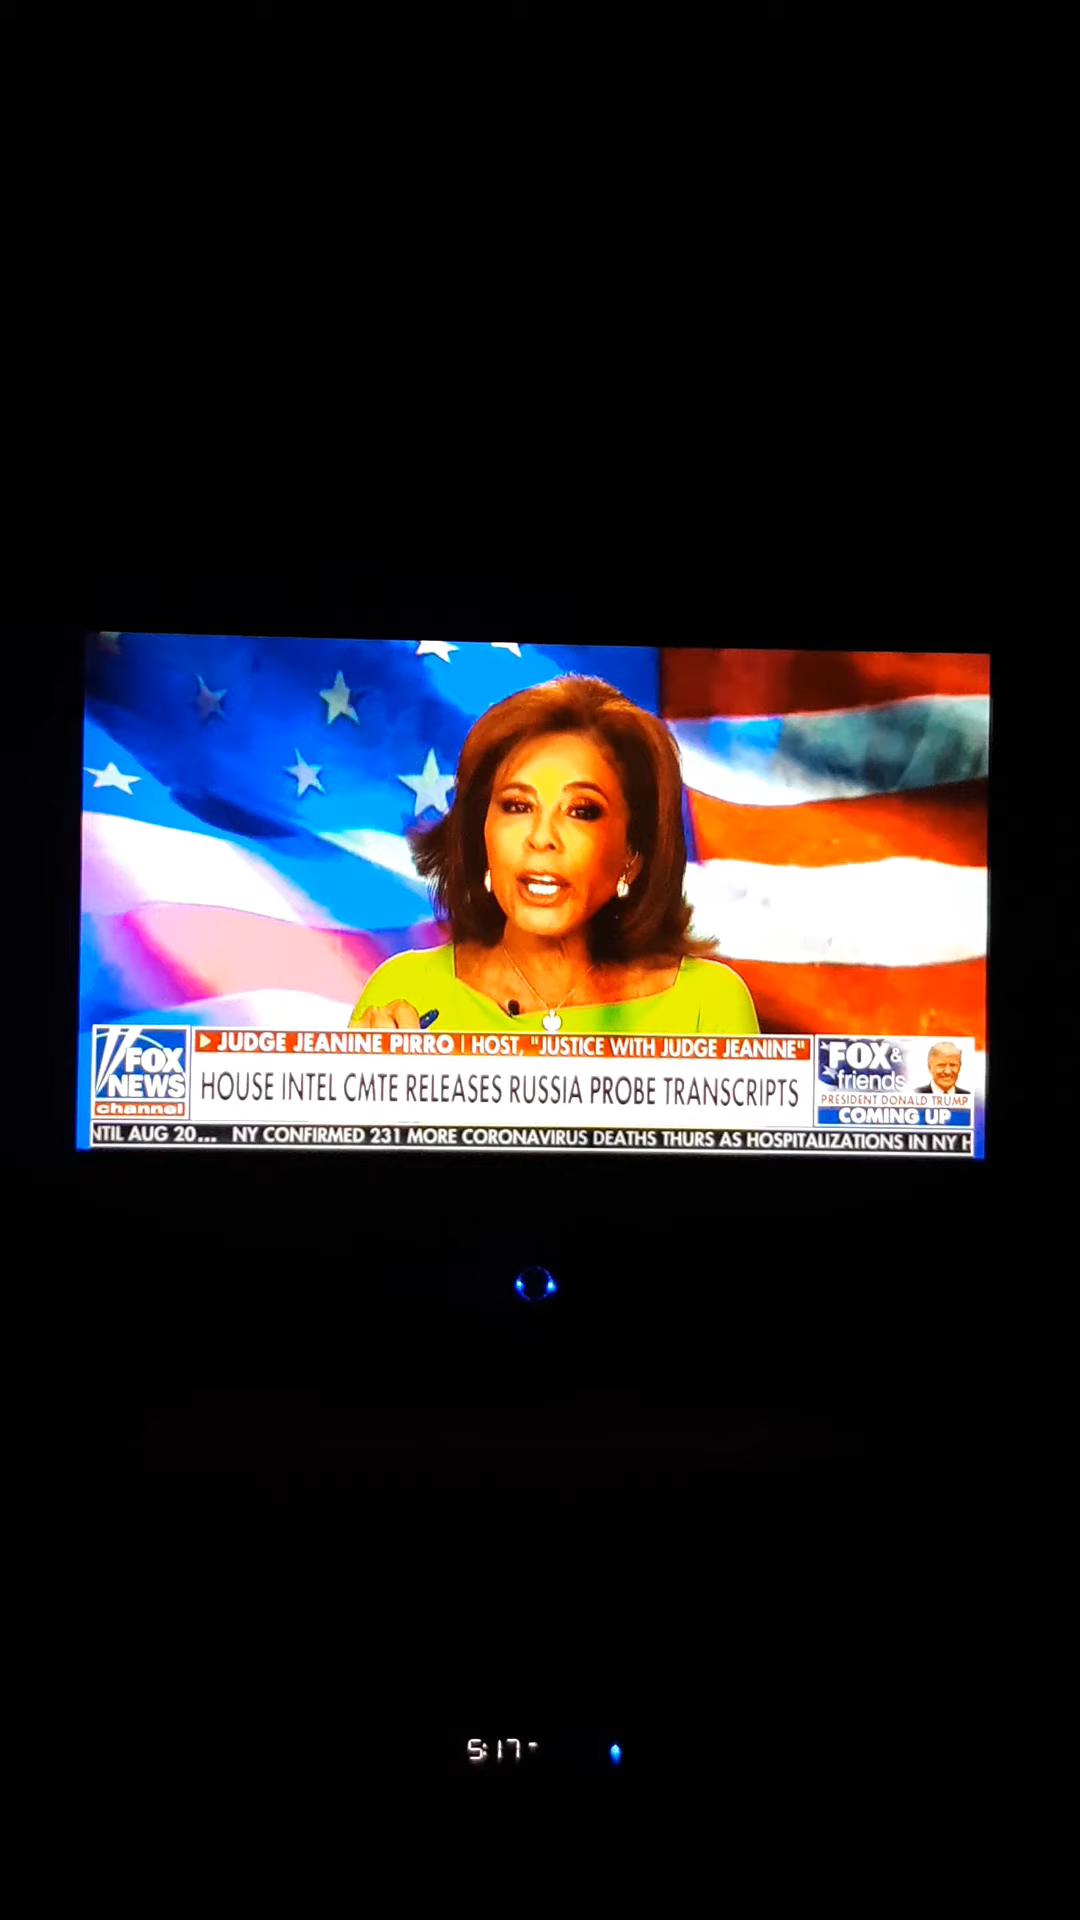 FOX
NEWS
channel
JUDGE JEANINE PIRRO | HOST, "JUSTICE WITH JUDGE JEANINE"
HOUSE INTEL CMTE RELEASES RUSSIA PROBE TRANSCRIPTS
FOX&
friends
PRESIDENT DONALD TRUMP
COMING UP
NTIL AUG 20... NY CONFIRMED 231 MORE CORONAVIRUS DEATHS THURS AS HOSPITALIZATIONS IN NY H
5:17